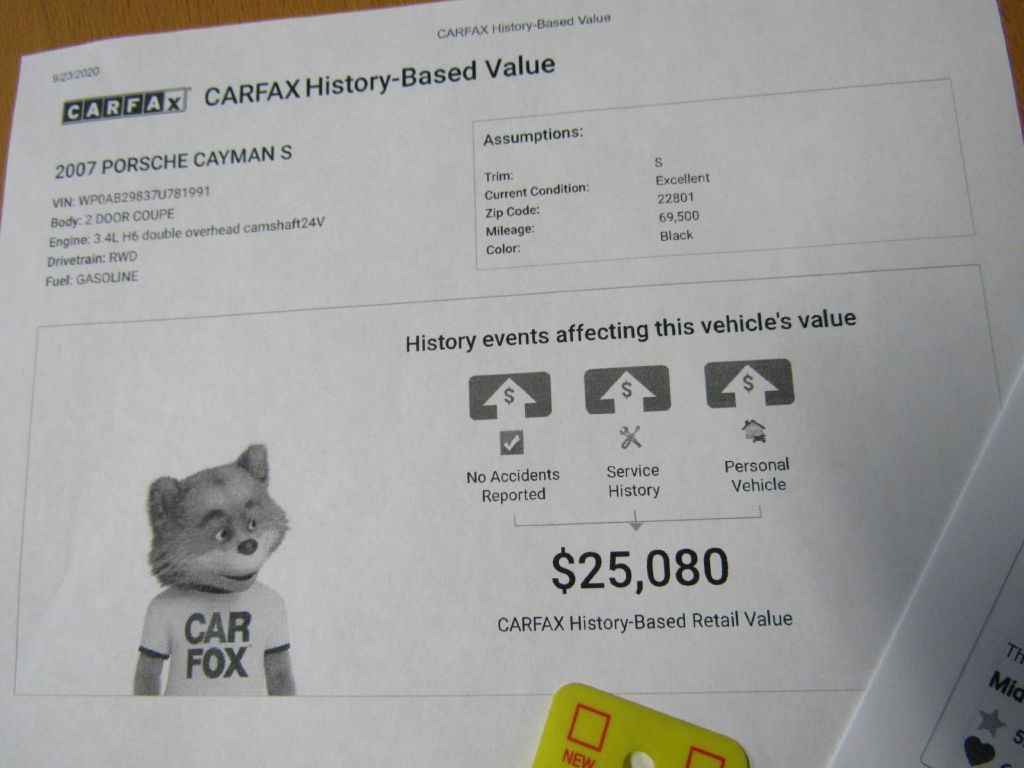 CARFAX History-Based Value
9/23/2020
CARFAX CARFAX History-Based Value
2007 PORSCHE CAYMAN S
VIN: WP0AB29837U781991
Body: 2 DOOR COUPE
Engine: 3.4L H6 double overhead camshaft24V
Drivetrain: RWD
Fuel: GASOLINE
Assumptions:
Trim: S
Current Condition: Excellent
Zip Code: 22801
Mileage: 69,500
Color: Black
History events affecting this vehicle's value
$ $ $
No Accidents
Reported
Service
History
Personal
Vehicle
$25,080
CARFAX History-Based Retail Value
CAR
FOX
NEW
Th
Mid
5